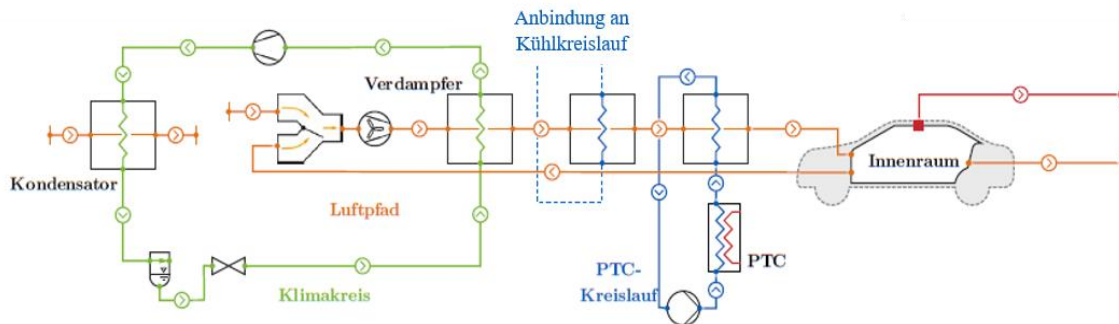 Anbindung an
Kühlkreislauf
Verdampfer
Kondensator
Innenraum
Luftpfad
PTC
PTC-
Kreislauf
Klimakreis